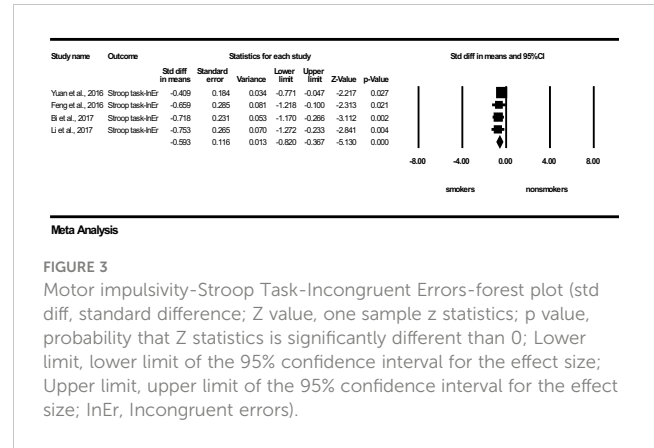 Study name Outcome Statistics for each study Std diff in means and 95%CI
Std diff in means Standard error Variance Lower limit Upper limit Z-Value p-Value
Yuan et al., 2016 Stroop task-InEr -0.409 0.184 0.034 -0.771 -0.047 -2.217 0.027
Feng et al., 2016 Stroop task-InEr -0.659 0.285 0.081 -1.218 -0.100 -2.313 0.021
Bi et al., 2017 Stroop task-InEr -0.718 0.231 0.053 -1.170 -0.266 -3.112 0.002
Li et al., 2017 Stroop task-InEr -0.753 0.265 0.070 -1.272 -0.233 -2.841 0.004
-0.593 0.116 0.013 -0.820 -0.367 -5.130 0.000
-8.00 -4.00 0.00 4.00 8.00
smokers nonsmokers
Meta Analysis
FIGURE 3
Motor impulsivity-Stroop Task-Incongruent Errors-forest plot (std
diff, standard difference; Z value, one sample z statistics; p value,
probability that Z statistics is significantly different than 0; Lower
limit, lower limit of the 95% confidence interval for the effect size;
Upper limit, upper limit of the 95% confidence interval for the effect
size; InEr, Incongruent errors).